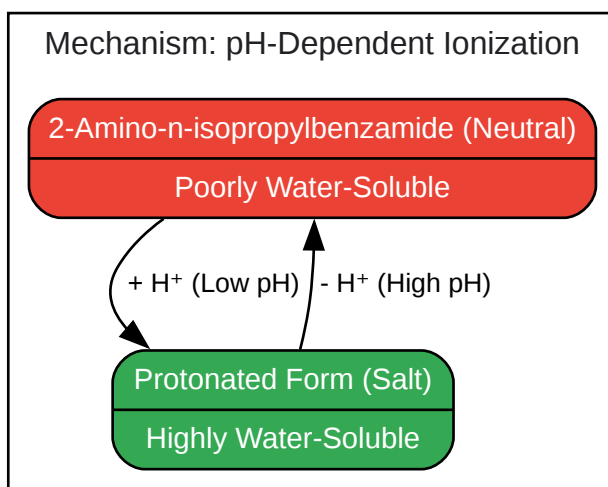 Mechanism: pH-Dependent Ionization
2-Amino-n-isopropylbenzamide (Neutral)
Poorly Water-Soluble
+ H⁺ (Low pH)
- H⁺ (High pH)
Protonated Form (Salt)
Highly Water-Soluble